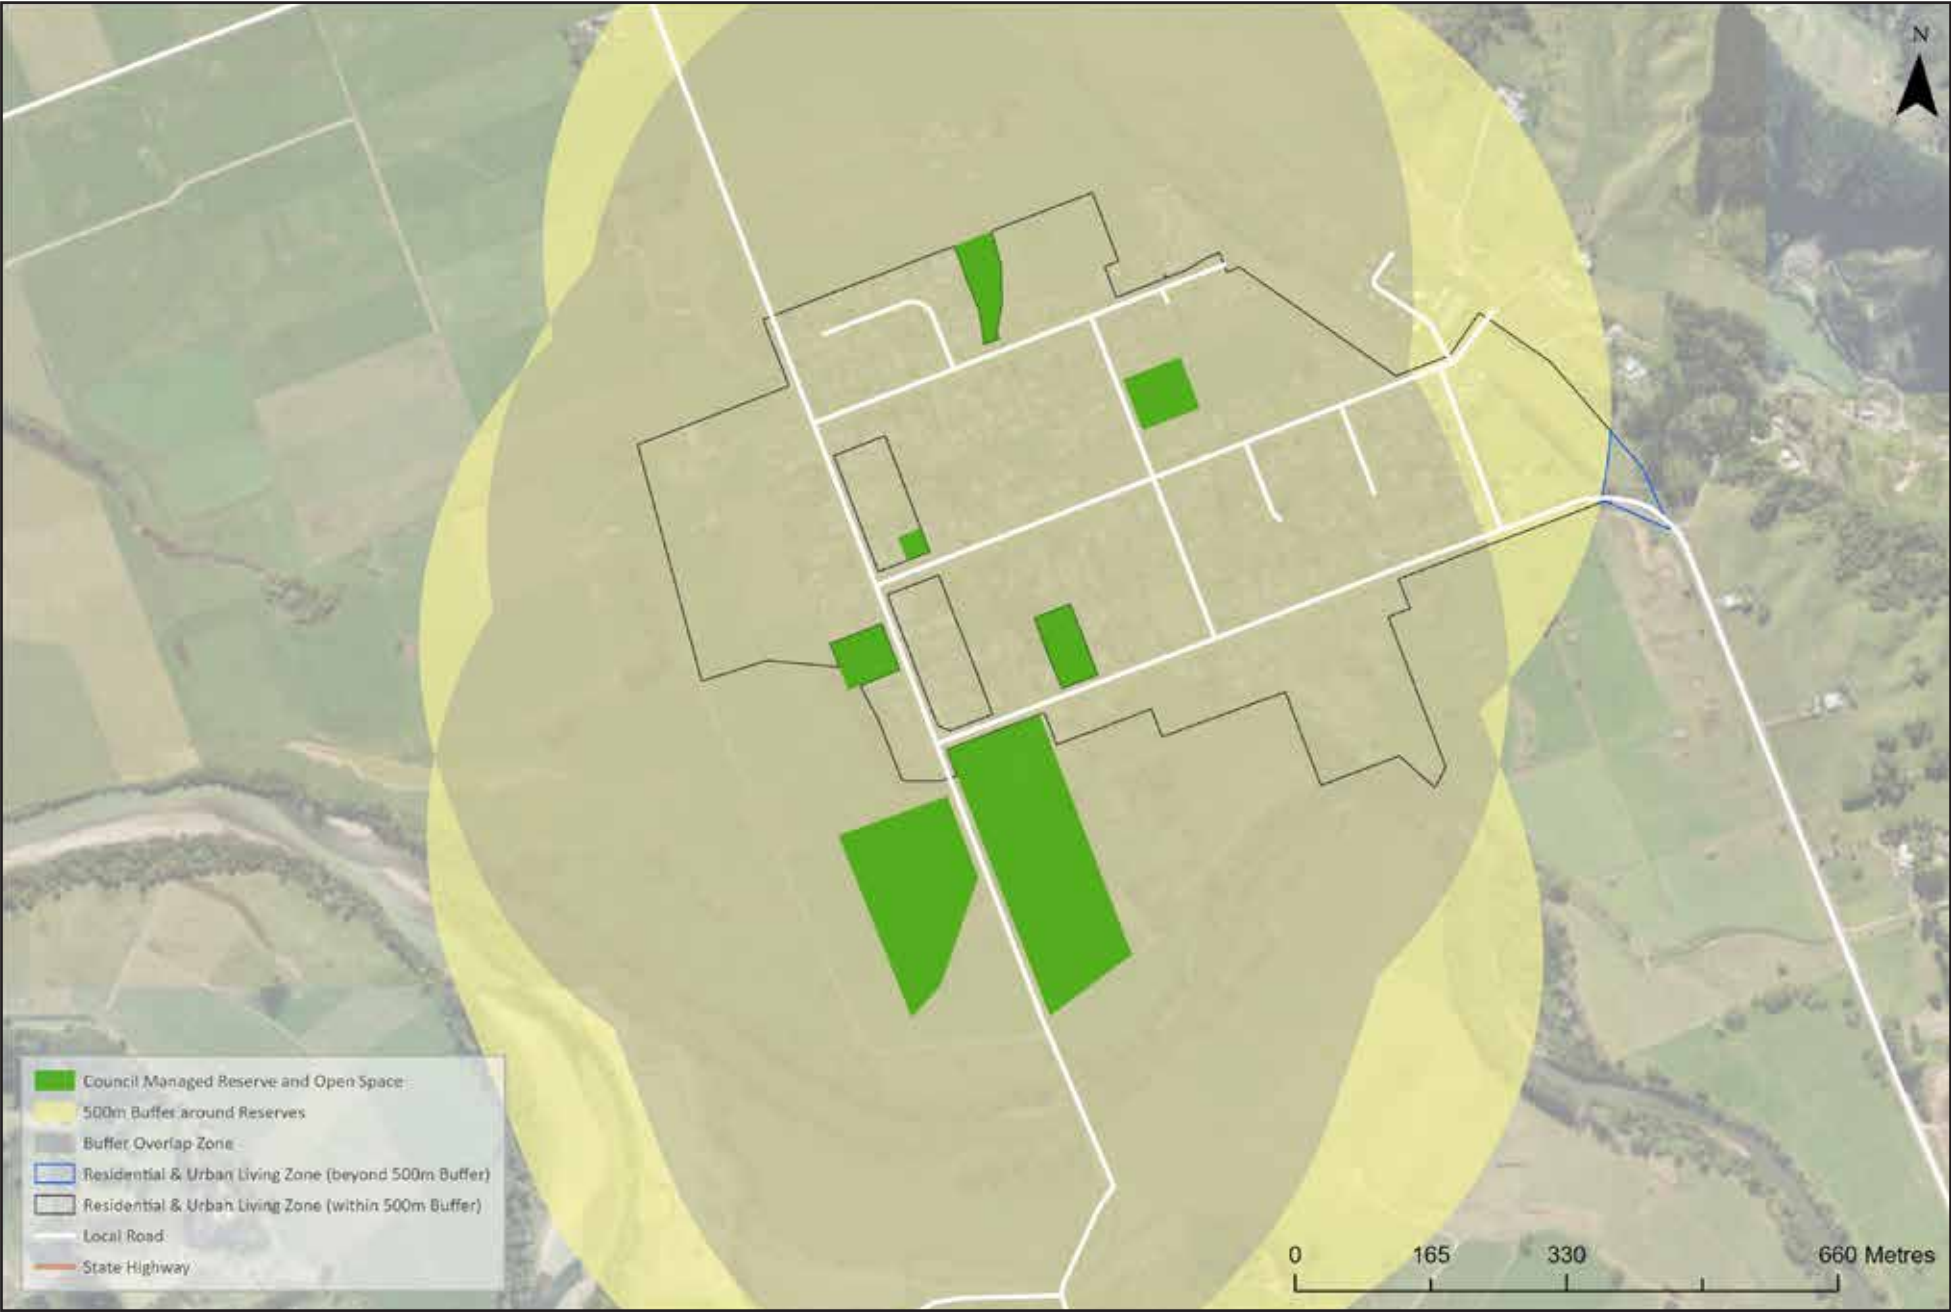 N
Council Managed Reserve and Open Space
500m Buffer around Reserves
Buffer Overlap Zone
Residential & Urban Living Zone (beyond 500m Buffer)
Residential & Urban Living Zone (within 500m Buffer)
Local Road
State Highway
0 165 330 660 Metres